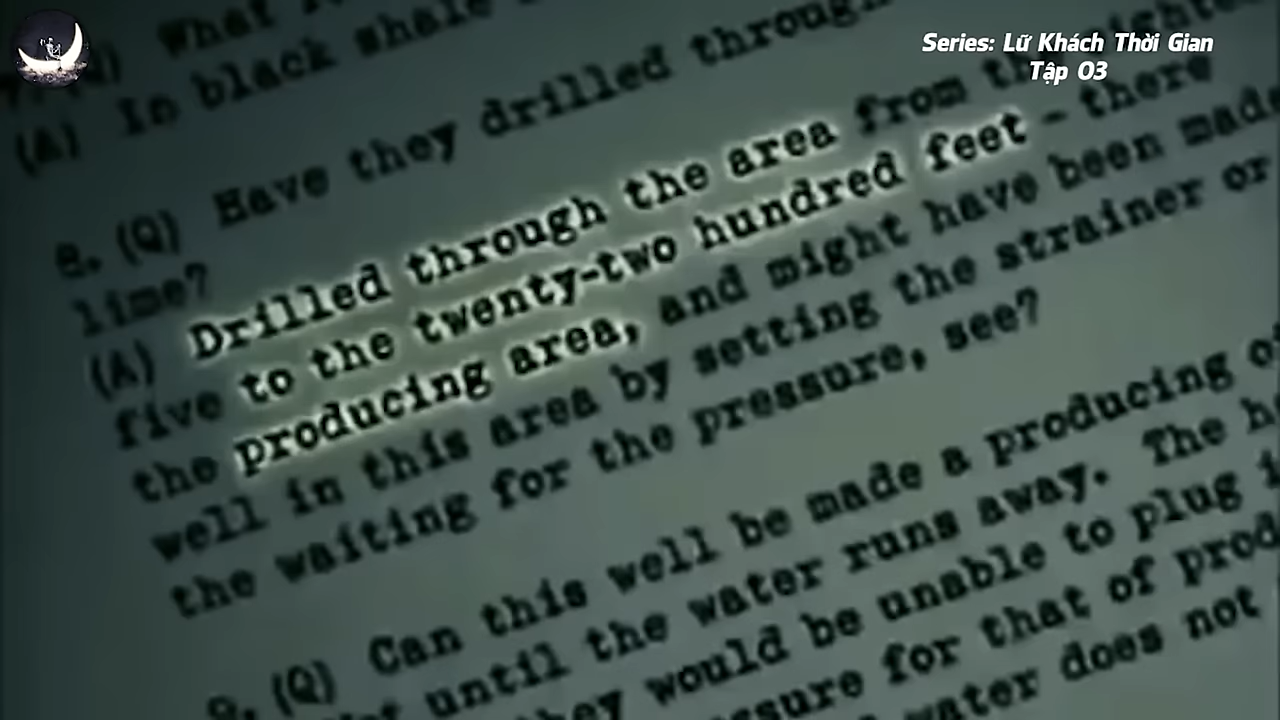 Series: Lữ Khách Thời Gian
Tập 03
(Q) What
(A) In black shale
8. (Q) Have they drilled through
lime?
(A) Drilled through the area from the eighteen
five to the twenty-two hundred feet - there
the producing area, and might have been made
well in this area by setting the strainer or
the waiting for the pressure, see?
9. (Q) Can this well be made a producing
until the water runs away. The
they would be unable to plug
for that of
water does not